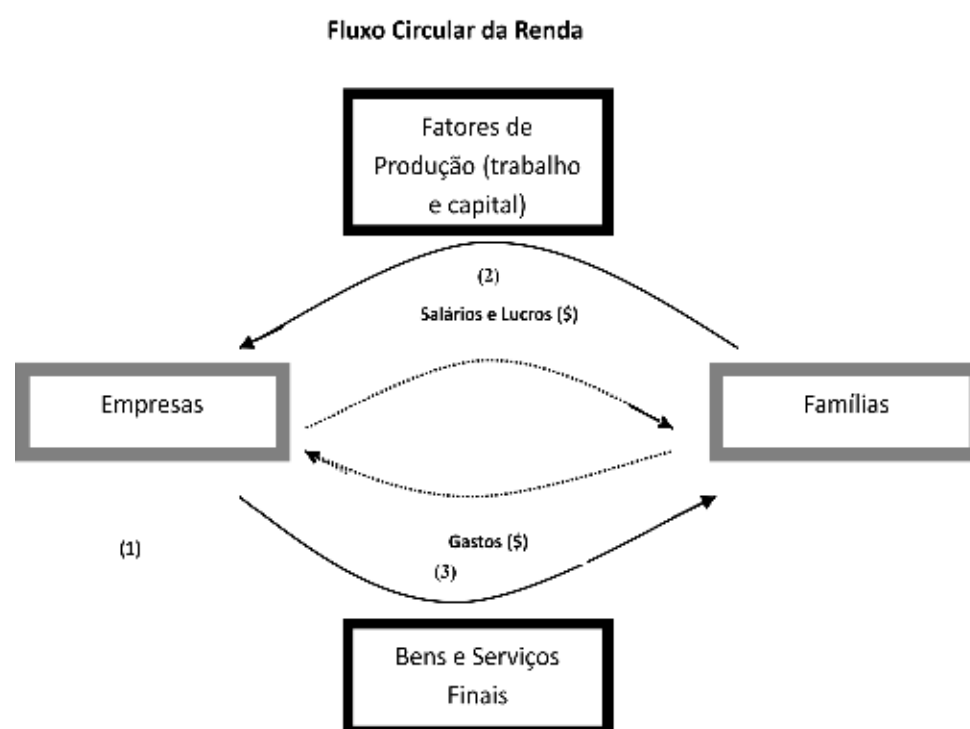 Fluxo Circular da Renda
Fatores de
Produção (trabalho
e capital)
(2)
Salários e Lucros ($)
Empresas
Famílias
(1)
Gastos ($)
(3)
Bens e Serviços
Finais